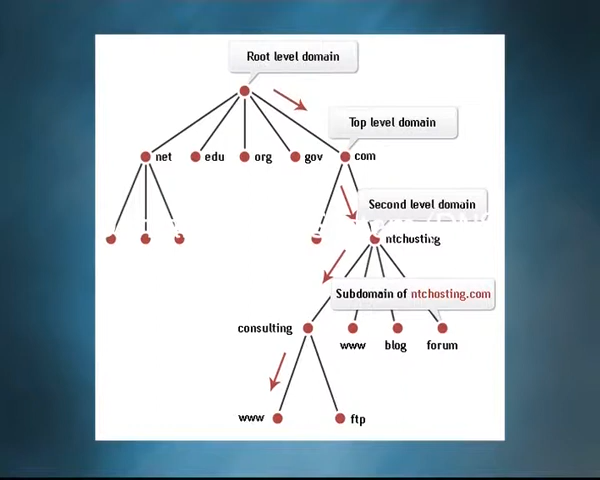 Root level domain
Top level domain
net
edu
org
gov
com
Second level domain
ntchosting
Subdomain of ntchosting.com
consulting
www
blog
forum
www
ftp